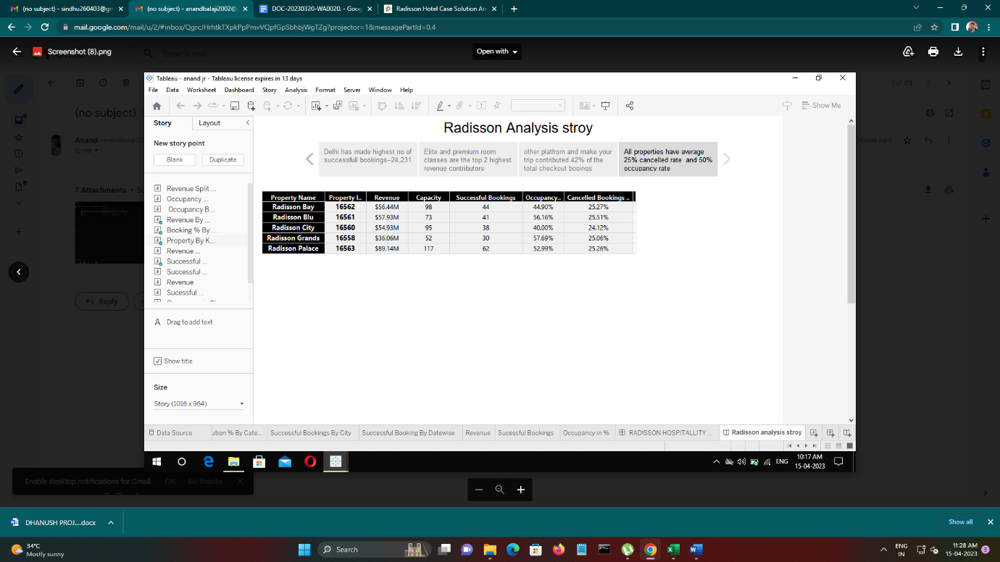 (no subject) - sindhu260403@gm
(no subject) - anandbalaji2002@
DOC-20230320-WA0020. - Goog
Radisson Hotel Case Solution An
mail.google.com/mail/u/2/#inbox/QgrcJHrhtkTXpkPpPmvVQpfGpSbhbjWgTZg?projector=1&messagePartId=0.4
Screenshot (8).png
Search mail
Open with
1 of 113
(no subject)
Anand
to me
minute ago)
7 Attachments
Reply
Tableau - anand jr - Tableau license expires in 13 days
File Data Worksheet Dashboard Story Analysis Format Server Window Help
Show Me
Story Layout
New story point
Blank Duplicate
Revenue Split ...
Occupancy ...
Occupancy B...
Revenue By ...
Booking % By ...
Property By K...
Revenue ...
Successful ...
Successful ...
Revenue
Sucessful ...
A Drag to add text
Show title
Size
Story (1016 x 964)
Radisson Analysis stroy
Delhi has made highest no of
successfull bookings--24,231
Elite and premium room
classes are the top 2 highest
revenue contributors
other platfrom and make your
trip contributed 42% of the
total checkout booings
All properties have average
25% cancelled rate and 50%
occupancy rate
Property Name Property I.. Revenue Capacity Successful Bookings Occupancy.. Cancelled Bookings ..
Radisson Bay 16562 $56.44M 98 44 44.90% 25.27%
Radisson Blu 16561 $57.93M 73 41 56.16% 25.51%
Radisson City 16560 $54.93M 95 38 40.00% 24.12%
Radisson Grands 16558 $36.06M 52 30 57.69% 25.06%
Radisson Palace 16563 $89.14M 117 62 52.99% 25.26%
Data Source ution % By Cate... Successful Bookings By City Successful Booking By Datewise Revenue Sucessful Bookings Occupancy in % RADISSON HOSPITALLITY ... Radisson analysis stroy
ENG
10:17 AM
15-04-2023
Enable desktop notifications for Gmail. OK No thanks
DHANUSH PROJ....docx
Show all
34°C
Mostly sunny
Search
ENG
IN
11:28 AM
15-04-2023
3